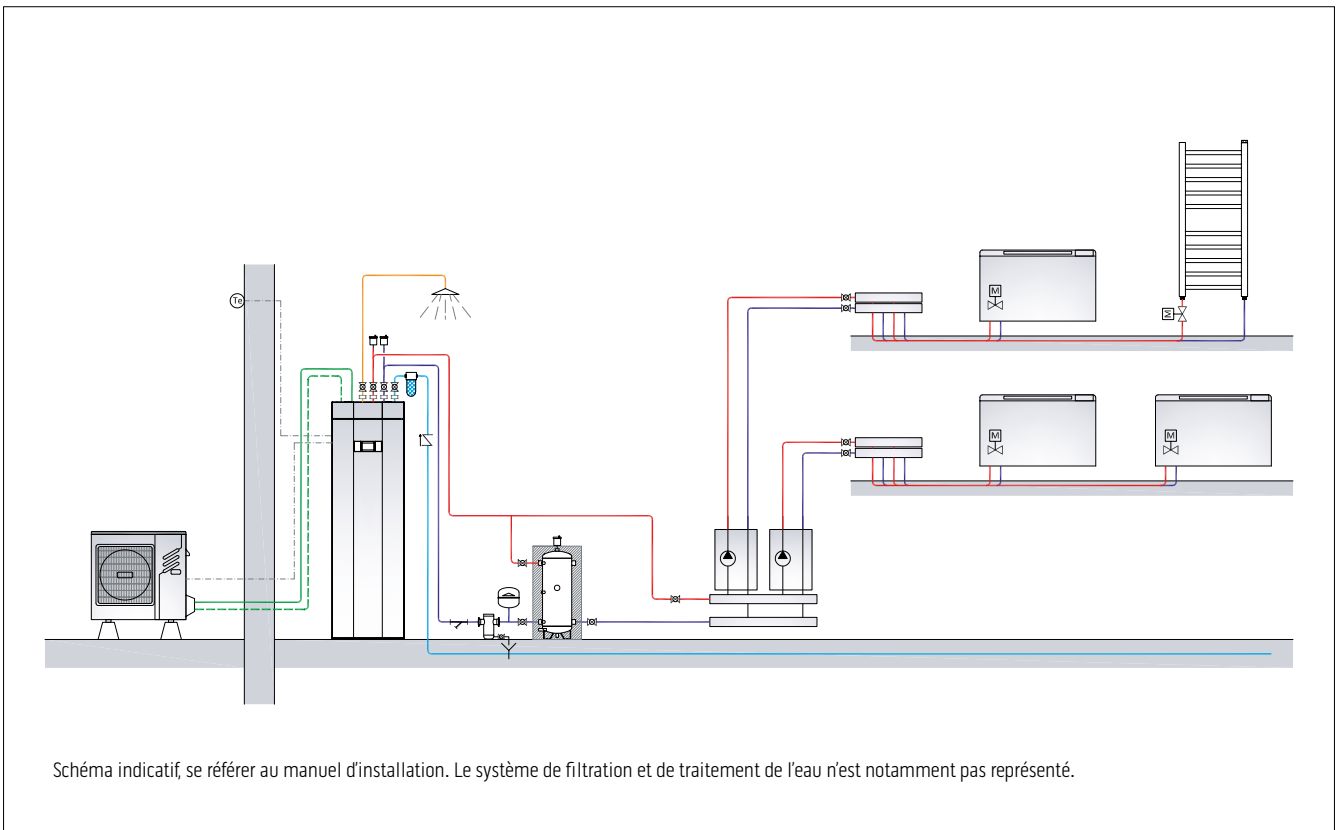 Te
M
M
M
M
Schéma indicatif, se référer au manuel d'installation. Le système de filtration et de traitement de l'eau n'est notamment pas représenté.